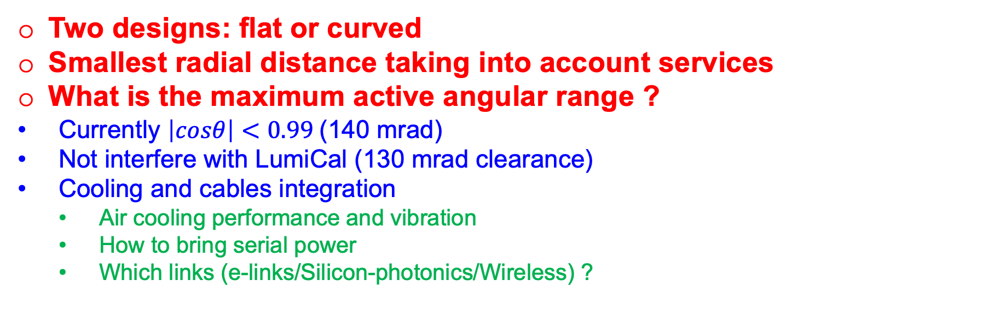 ○ Two designs: flat or curved
○ Smallest radial distance taking into account services
○ What is the maximum active angular range ?
• Currently |cosθ| < 0.99 (140 mrad)
• Not interfere with LumiCal (130 mrad clearance)
• Cooling and cables integration
• Air cooling performance and vibration
• How to bring serial power
• Which links (e-links/Silicon-photonics/Wireless) ?